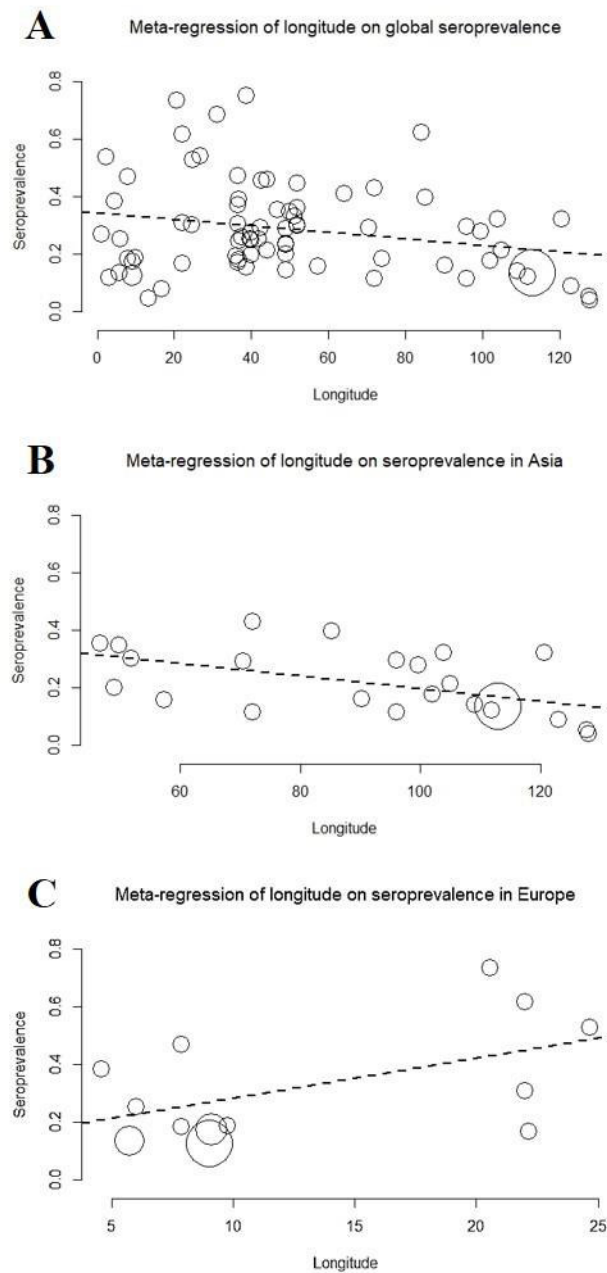 A
Meta-regression of longitude on global seroprevalence
Seroprevalence
0.8
0.6
0.4
0.2
0.0
0 20 40 60 80 100 120
Longitude
B
Meta-regression of longitude on seroprevalence in Asia
Seroprevalence
0.8
0.6
0.4
0.2
0.0
60 80 100 120
Longitude
C
Meta-regression of longitude on seroprevalence in Europe
Seroprevalence
0.8
0.6
0.4
0.2
0.0
5 10 15 20 25
Longitude